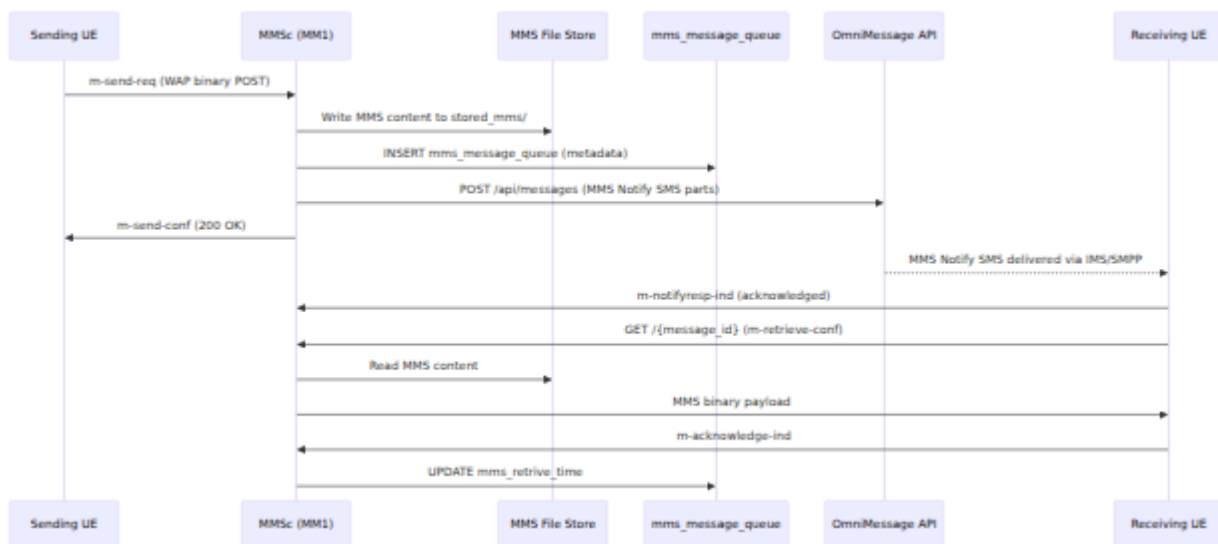 Sending UE
MMSc (MM1)
MMS File Store
mms_message_queue
OmniMessage API
Receiving UE
m-send-req (WAP binary POST)
Write MMS content to stored_mms/
INSERT mms_message_queue (metadata)
POST /api/messages (MMS Notify SMS parts)
m-send-conf (200 OK)
MMS Notify SMS delivered via IMS/SMPP
m-notifyresp-ind (acknowledged)
GET /{message_id} (m-retrieve-conf)
Read MMS content
MMS binary payload
m-acknowledge-ind
UPDATE mms_retrive_time
Sending UE
MMSc (MM1)
MMS File Store
mms_message_queue
OmniMessage API
Receiving UE